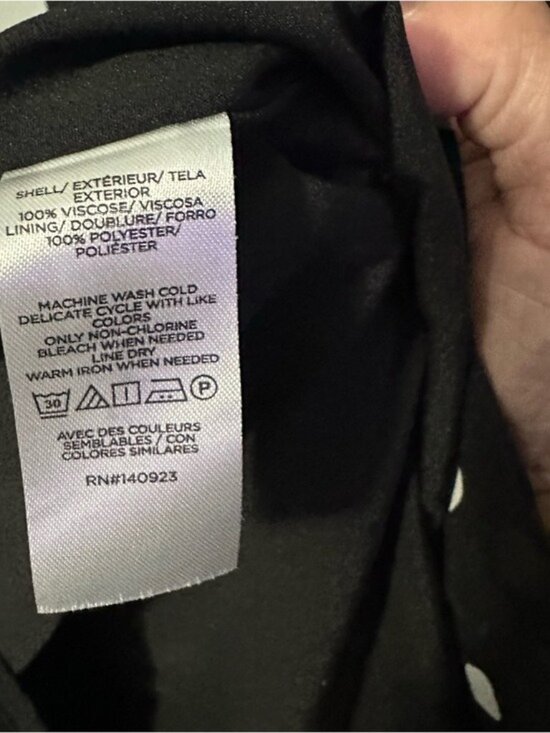 SHELL/ EXTÉRIEUR/ TELA
EXTERIOR
100% VISCOSE/ VISCOSA
LINING/ DOUBLURE/ FORRO
100% POLYESTER/
POLIÉSTER
MACHINE WASH COLD
DELICATE CYCLE WITH LIKE
COLORS
ONLY NON-CHLORINE
BLEACH WHEN NEEDED
LINE DRY
WARM IRON WHEN NEEDED
30 P
AVEC DES COULEURS
SEMBLABLES / CON
COLORES SIMILARES
RN#140923